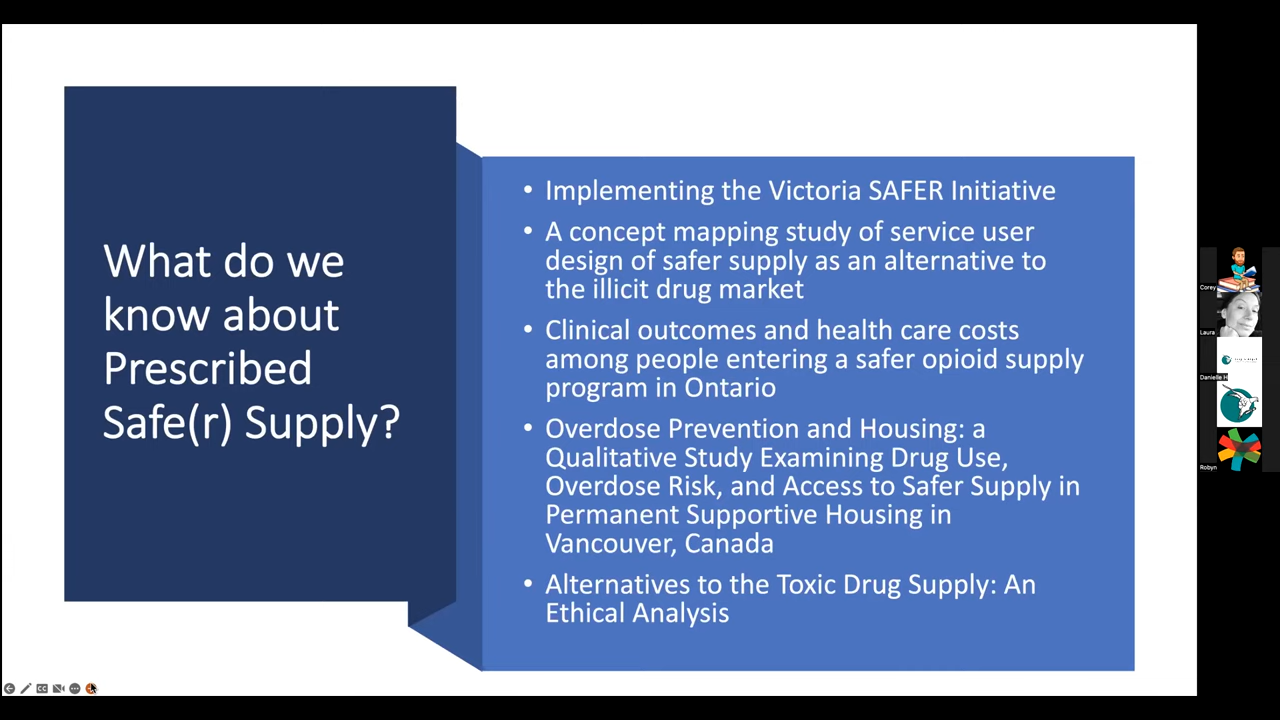 What do we
know about
Prescribed
Safe(r) Supply?
• Implementing the Victoria SAFER Initiative
• A concept mapping study of service user
design of safer supply as an alternative to
the illicit drug market
• Clinical outcomes and health care costs
among people entering a safer opioid supply
program in Ontario
• Overdose Prevention and Housing: a
Qualitative Study Examining Drug Use,
Overdose Risk, and Access to Safer Supply in
Permanent Supportive Housing in
Vancouver, Canada
• Alternatives to the Toxic Drug Supply: An
Ethical Analysis
Corey
Laura
Danielle H
Robyn
CC